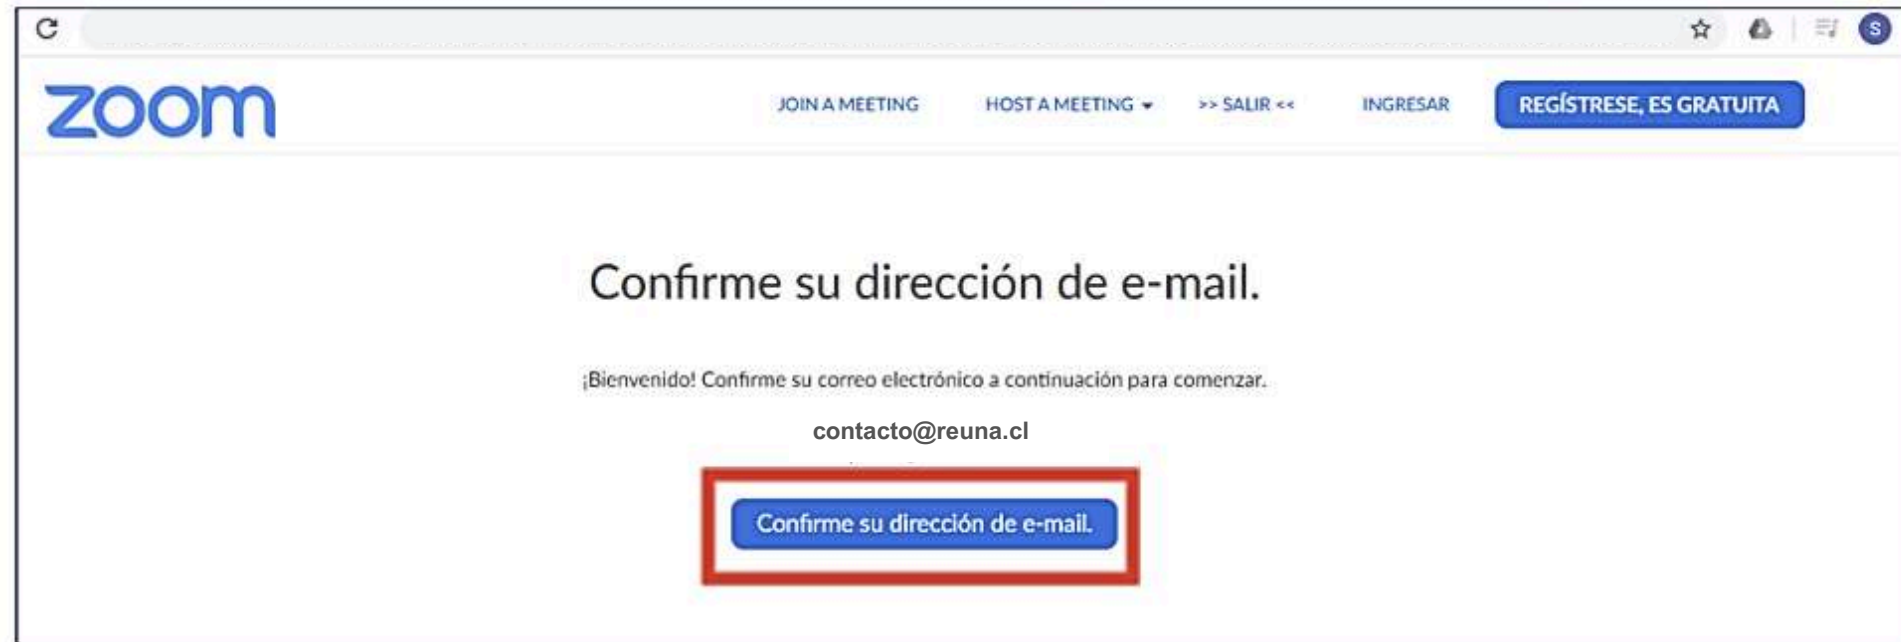 S
zoom
JOIN A MEETING HOST A MEETING >> SALIR << INGRESAR REGÍSTRESE, ES GRATUITA
Confirme su dirección de e-mail.
¡Bienvenido! Confirme su correo electrónico a continuación para comenzar.
contacto@reuna.cl
Confirme su dirección de e-mail.